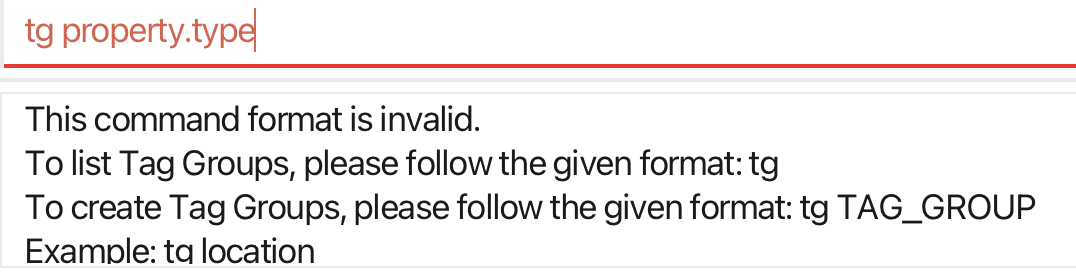 tg property.type
This command format is invalid.
To list Tag Groups, please follow the given format: tg
To create Tag Groups, please follow the given format: tg TAG_GROUP
Example: tg location